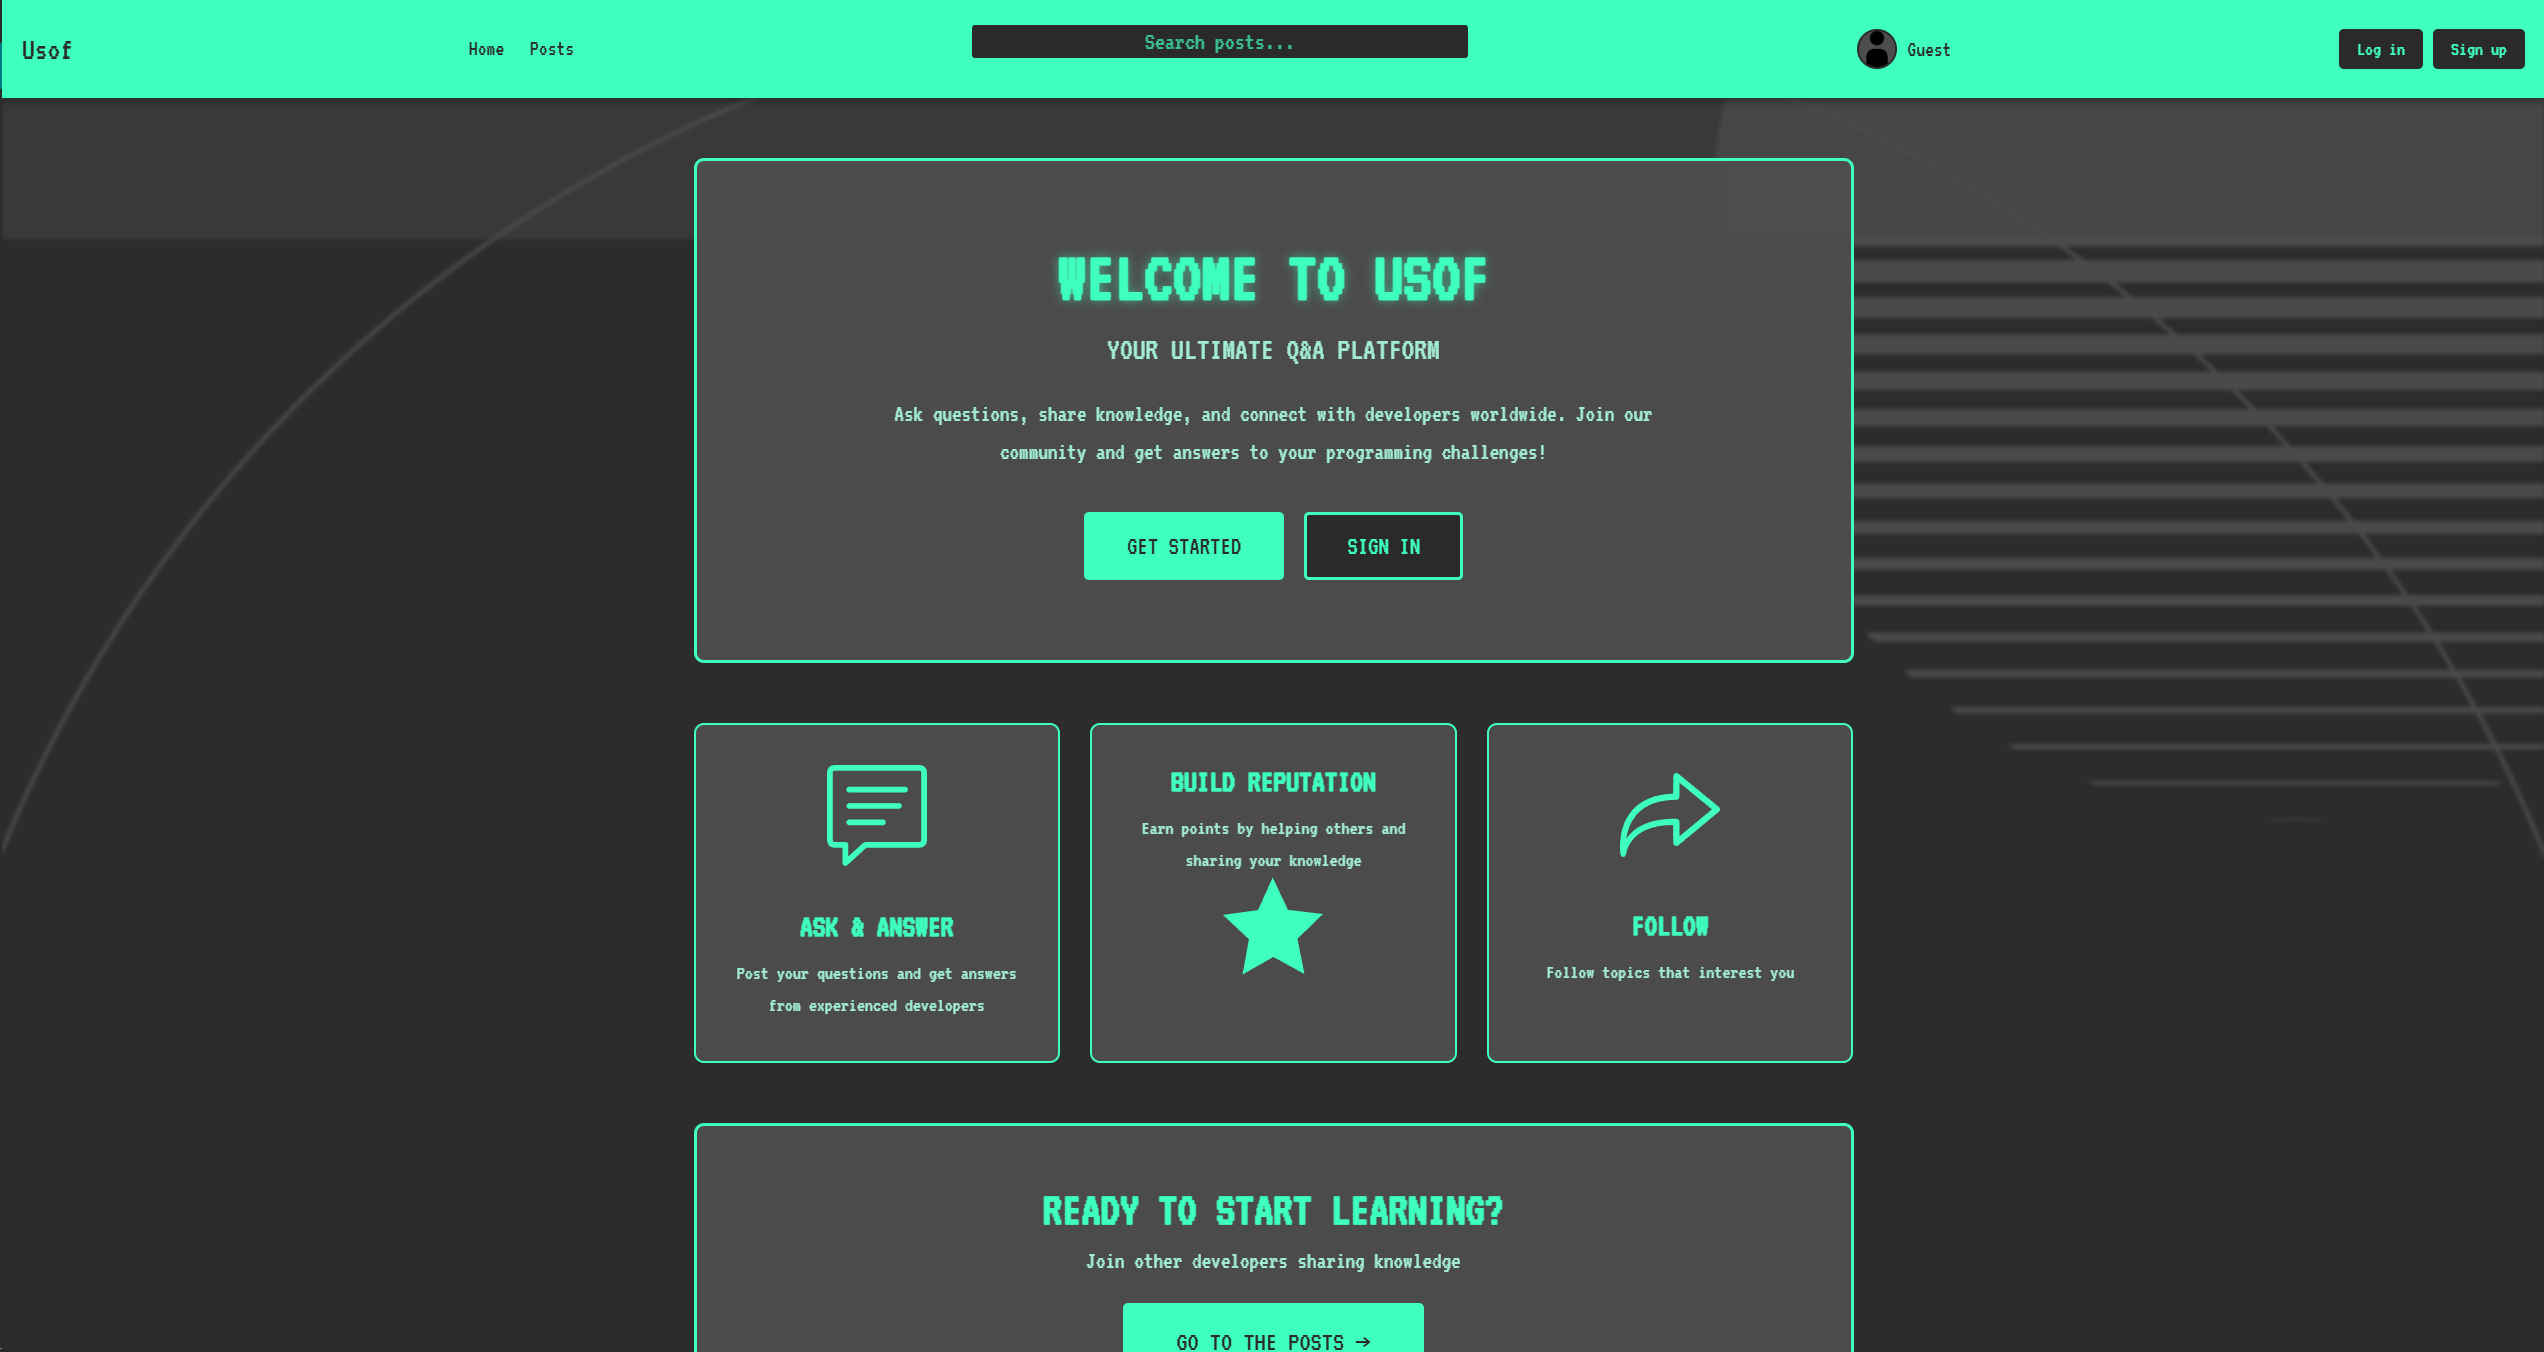 Usof
Home Posts
Search posts...
Guest
Log in Sign up
WELCOME TO USOF
YOUR ULTIMATE Q&A PLATFORM
Ask questions, share knowledge, and connect with developers worldwide. Join our
community and get answers to your programming challenges!
GET STARTED SIGN IN
ASK & ANSWER
Post your questions and get answers
from experienced developers
BUILD REPUTATION
Earn points by helping others and
sharing your knowledge
FOLLOW
Follow topics that interest you
READY TO START LEARNING?
Join other developers sharing knowledge
GO TO THE POSTS →